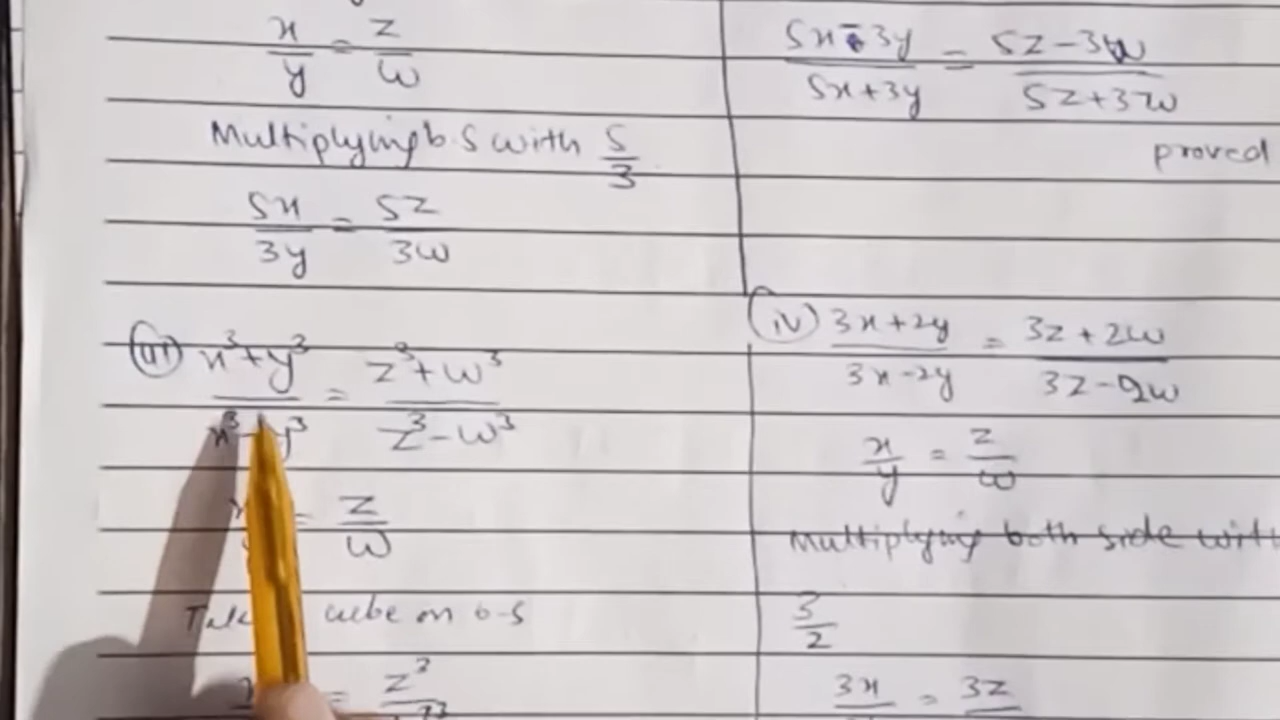 x/y = z/w
Multiplying b.s with 5/3
5x/3y = 5z/3w
(iii) x³+y³/x³-y³ = z³+w³/z³-w³
= z/w
cube on b-s
= z³
5x-3y/5x+3y = 5z-3w/5z+3w
proved
(iv) 3x+2y/3x-2y = 3z+2w/3z-2w
x/y = z/w
Multiplying both side with
3/2
3x = 3z